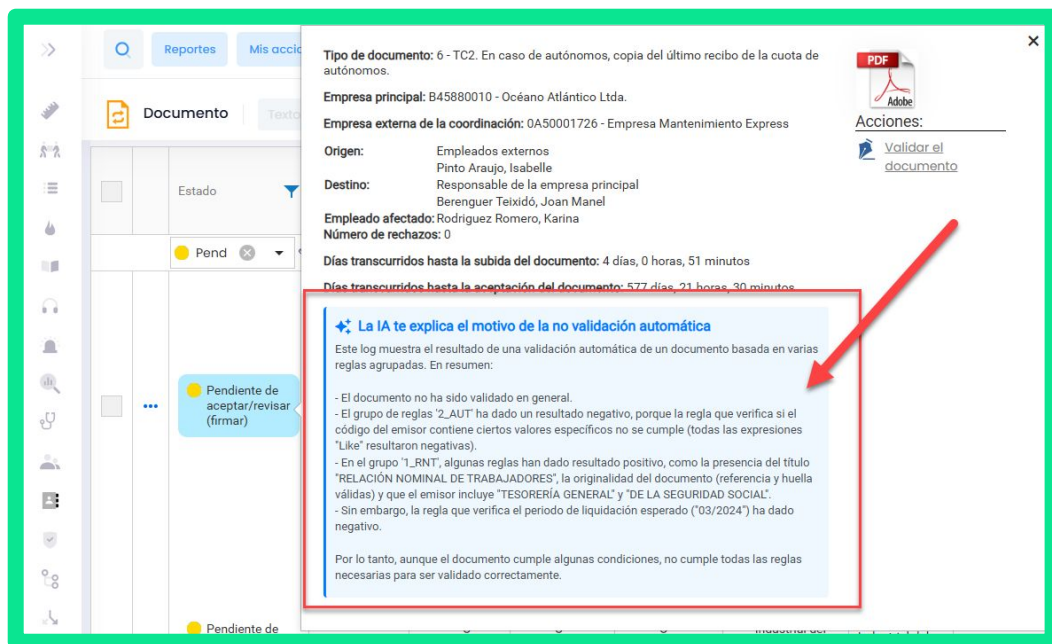 Reportes
Mis accio
Documento
Texto
Estado
Pend
Pendiente de
aceptar/revisar
(firmar)
Pendiente de
Tipo de documento: 6 - TC2. En caso de autónomos, copia del último recibo de la cuota de
autónomos.
Empresa principal: B45880010 - Océano Atlántico Ltda.
Empresa externa de la coordinación: 0A50001726 - Empresa Mantenimiento Express
Origen: Empleados externos
Pinto Araujo, Isabelle
Destino: Responsable de la empresa principal
Berenguer Teixidó, Joan Manel
Empleado afectado: Rodriguez Romero, Karina
Número de rechazos: 0
Días transcurridos hasta la subida del documento: 4 días, 0 horas, 51 minutos
Días transcurridos hasta la aceptación del documento: 577 días, 21 horas, 30 minutos
La IA te explica el motivo de la no validación automática
Este log muestra el resultado de una validación automática de un documento basada en varias
reglas agrupadas. En resumen:
- El documento no ha sido validado en general.
- El grupo de reglas '2_AUT' ha dado un resultado negativo, porque la regla que verifica si el
código del emisor contiene ciertos valores específicos no se cumple (todas las expresiones
"Like" resultaron negativas).
- En el grupo '1_RNT', algunas reglas han dado resultado positivo, como la presencia del título
"RELACIÓN NOMINAL DE TRABAJADORES", la originalidad del documento (referencia y huella
válidas) y que el emisor incluye "TESORERÍA GENERAL" y "DE LA SEGURIDAD SOCIAL".
- Sin embargo, la regla que verifica el periodo de liquidación esperado ("03/2024") ha dado
negativo.
Por lo tanto, aunque el documento cumple algunas condiciones, no cumple todas las reglas
necesarias para ser validado correctamente.
×
PDF
Adobe
Acciones:
Validar el
documento